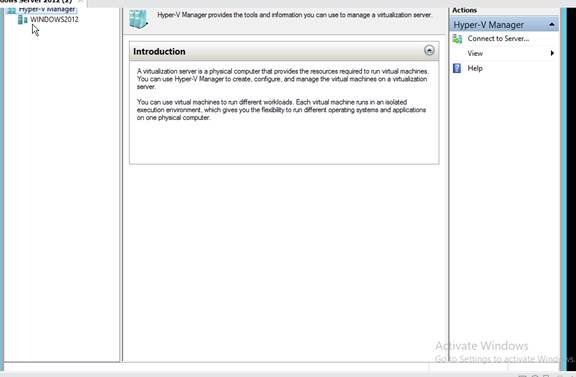 dows Server 2012 (2)
Hyper-V Manager
WINDOWS2012
Hyper-V Manager provides the tools and information you can use to manage a virtualization server.
Introduction
A virtualization server is a physical computer that provides the resources required to run virtual machines.
You can use Hyper-V Manager to create, configure, and manage the virtual machines on a virtualization
server.
You can use virtual machines to run different workloads. Each virtual machine runs in an isolated
execution environment, which gives you the flexibility to run different operating systems and applications
on one physical computer.
Actions
Hyper-V Manager
Connect to Server...
View
Help
Activate Windows
Go to Settings to activate Windows.